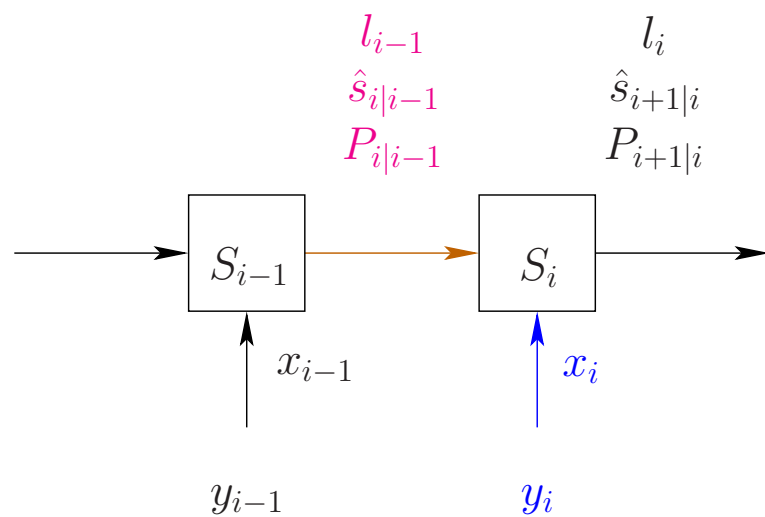 l_{i-1} l_i
ŝ_{i|i-1} ŝ_{i+1|i}
P_{i|i-1} P_{i+1|i}
S_{i-1} S_i
x_{i-1} x_i
y_{i-1} y_i